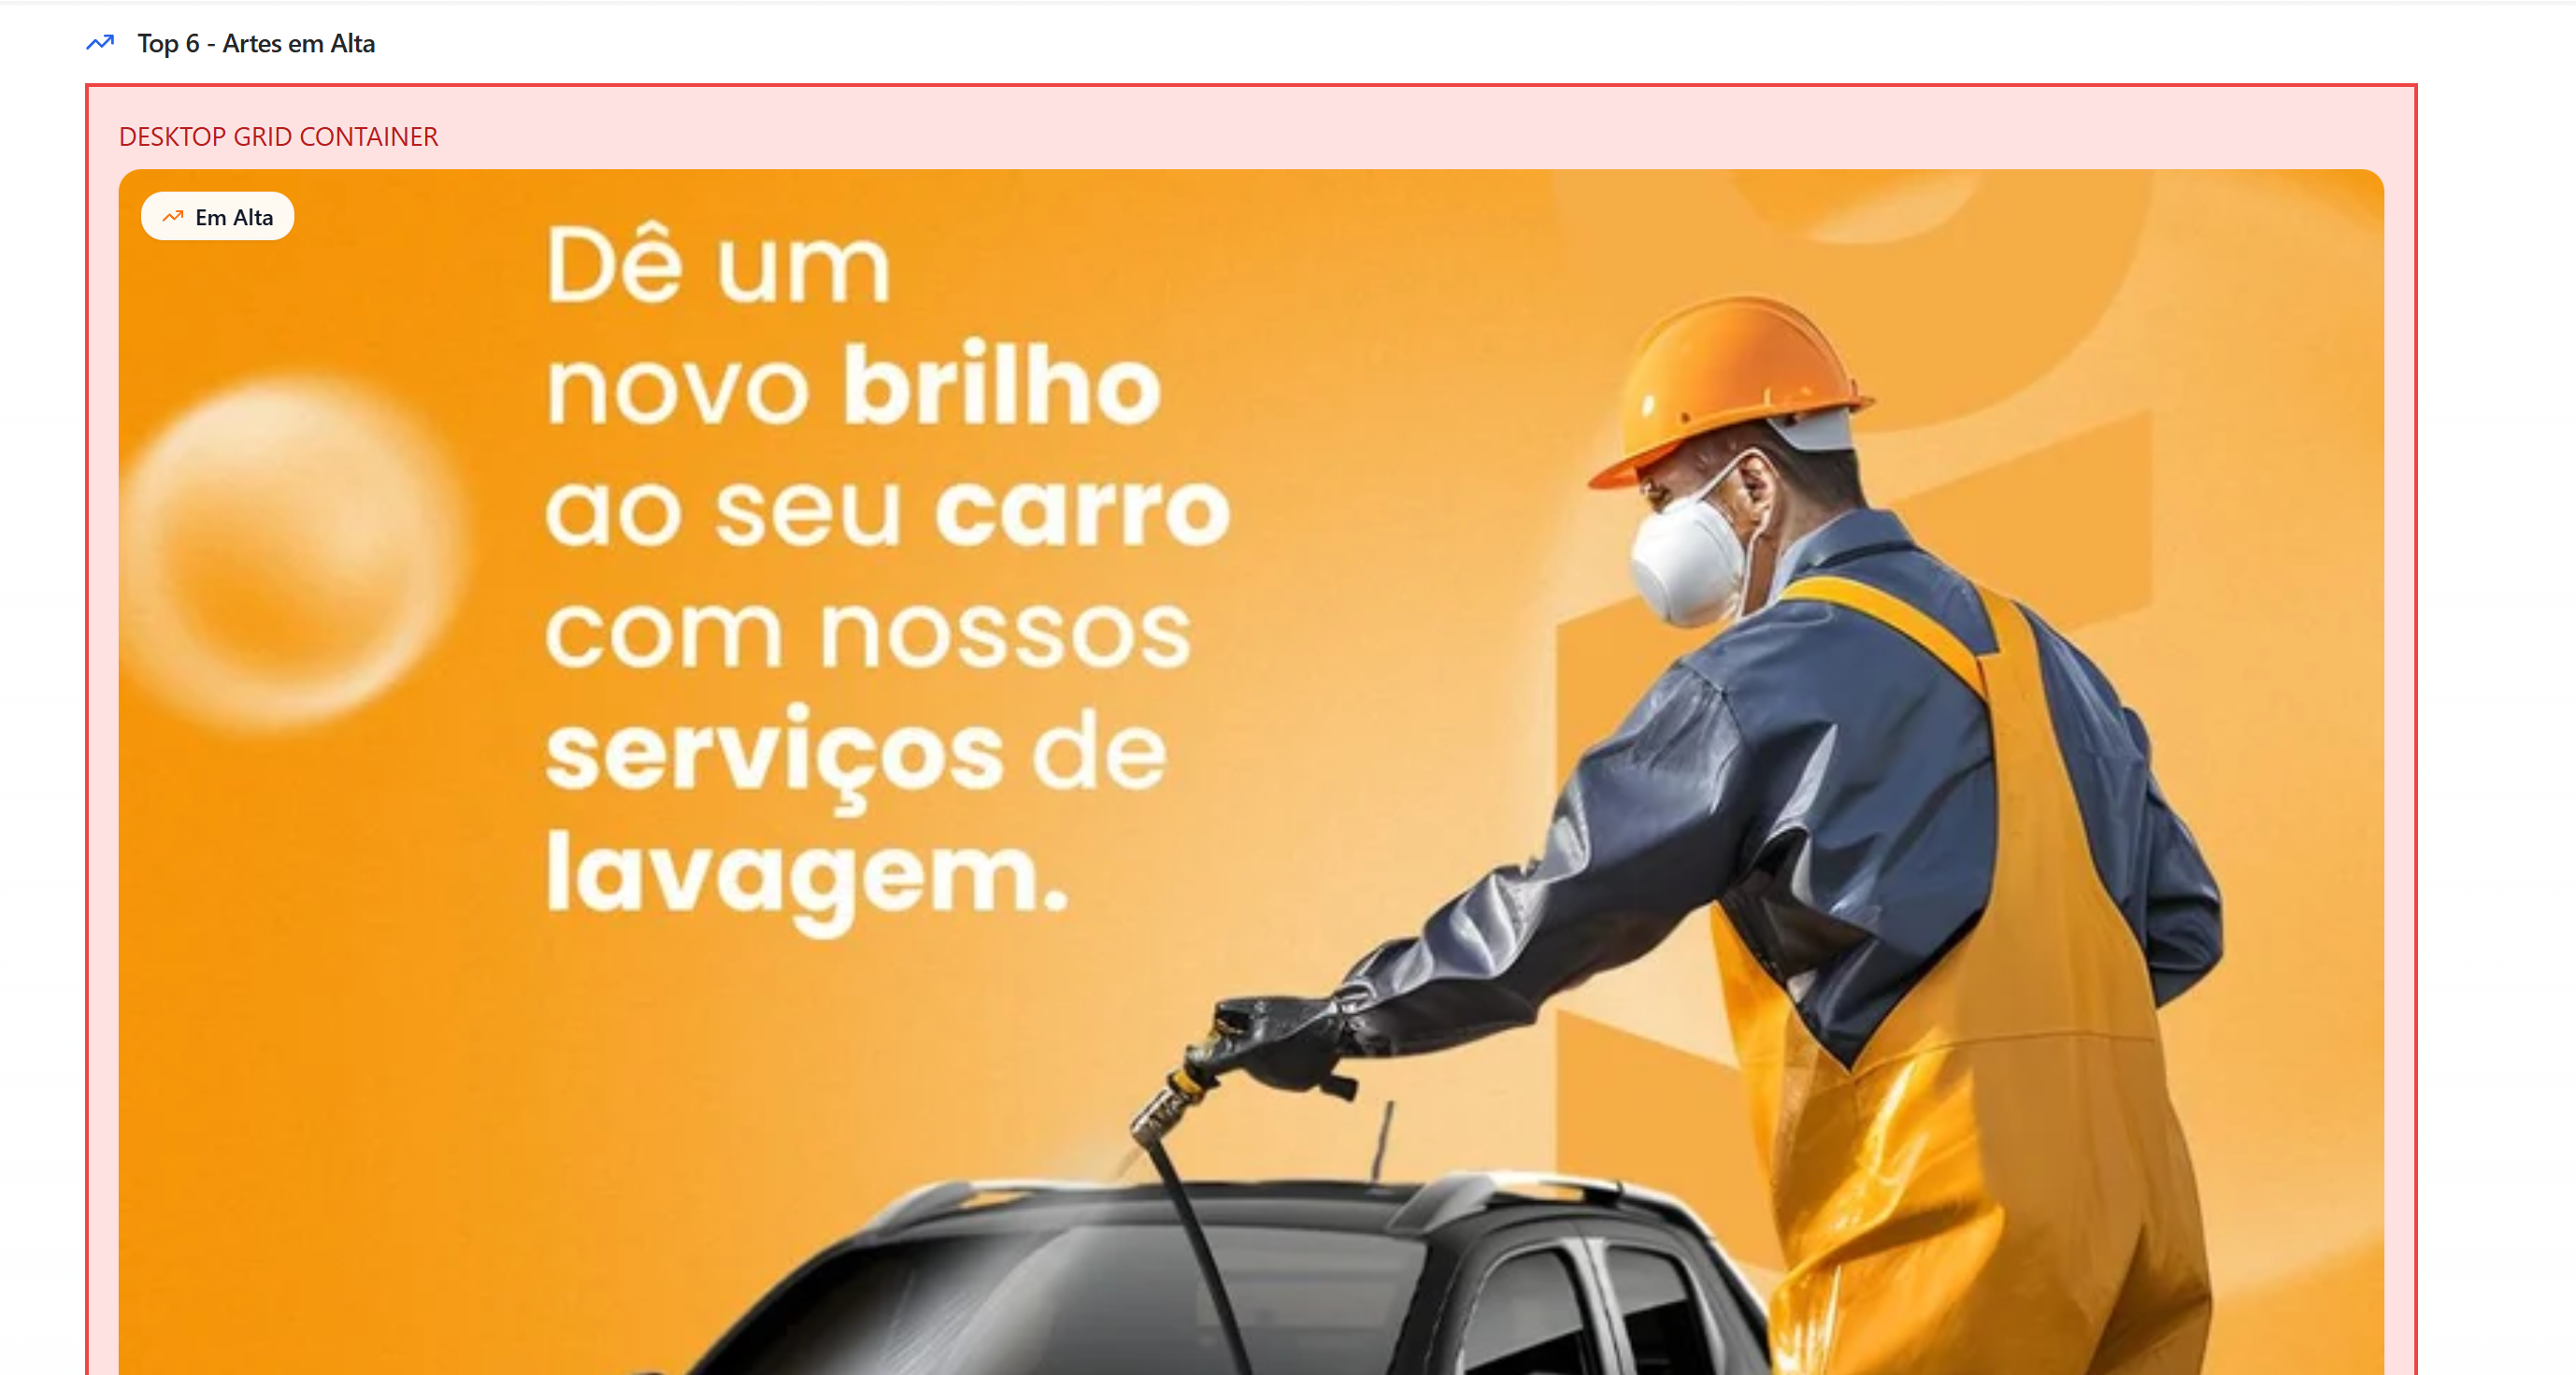 Top 6 - Artes em Alta
DESKTOP GRID CONTAINER
Em Alta
Dê um
novo brilho
ao seu carro
com nossos
serviços de
lavagem.